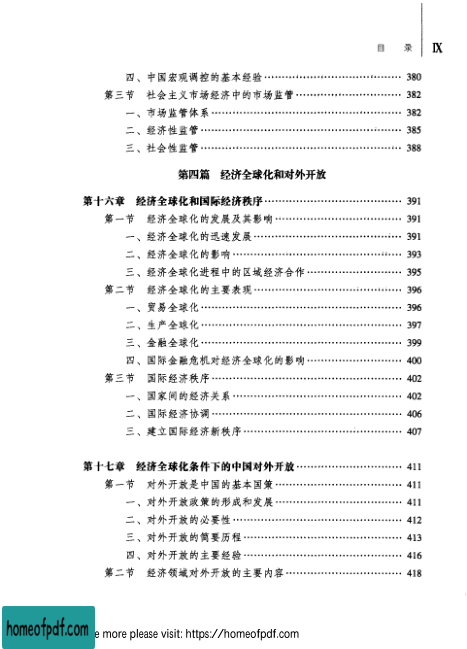 目 录 Ⅸ
四、中国宏观调控的基本经验 …… 380
第三节 社会主义市场经济中的市场监管 …… 382
一、市场监管体系 …… 382
二、经济性监管 …… 385
三、社会性监管 …… 388
第四篇 经济全球化和对外开放
第十六章 经济全球化和国际经济秩序 …… 391
第一节 经济全球化的发展及其影响 …… 391
一、经济全球化的迅速发展 …… 391
二、经济全球化的影响 …… 393
三、经济全球化进程中的区域经济合作 …… 395
第二节 经济全球化的主要表现 …… 396
一、贸易全球化 …… 396
二、生产全球化 …… 397
三、金融全球化 …… 399
四、国际金融危机对经济全球化的影响 …… 400
第三节 国际经济秩序 …… 402
一、国家间的经济关系 …… 402
二、国际经济协调 …… 406
三、建立国际经济新秩序 …… 407
第十七章 经济全球化条件下的中国对外开放 …… 411
第一节 对外开放是中国的基本国策 …… 411
一、对外开放政策的形成和发展 …… 411
二、对外开放的必要性 …… 412
三、对外开放的简要历程 …… 413
四、对外开放的主要经验 …… 416
第二节 经济领域对外开放的主要内容 …… 418
homeofpdf.com
e more please visit: https://homeofpdf.com